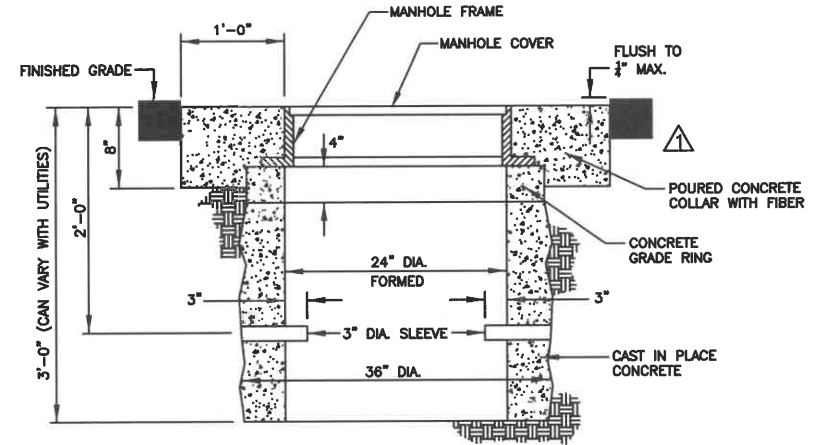 MANHOLE FRAME
1'-0"
MANHOLE COVER
FLUSH TO
1/4" MAX.
FINISHED GRADE
4"
8"
1
POURED CONCRETE
COLLAR WITH FIBER
2'-0"
3'-0" (CAN VARY WITH UTILITIES)
CONCRETE
GRADE RING
24" DIA.
FORMED
3"
3"
3" DIA. SLEEVE
CAST IN PLACE
CONCRETE
36" DIA.